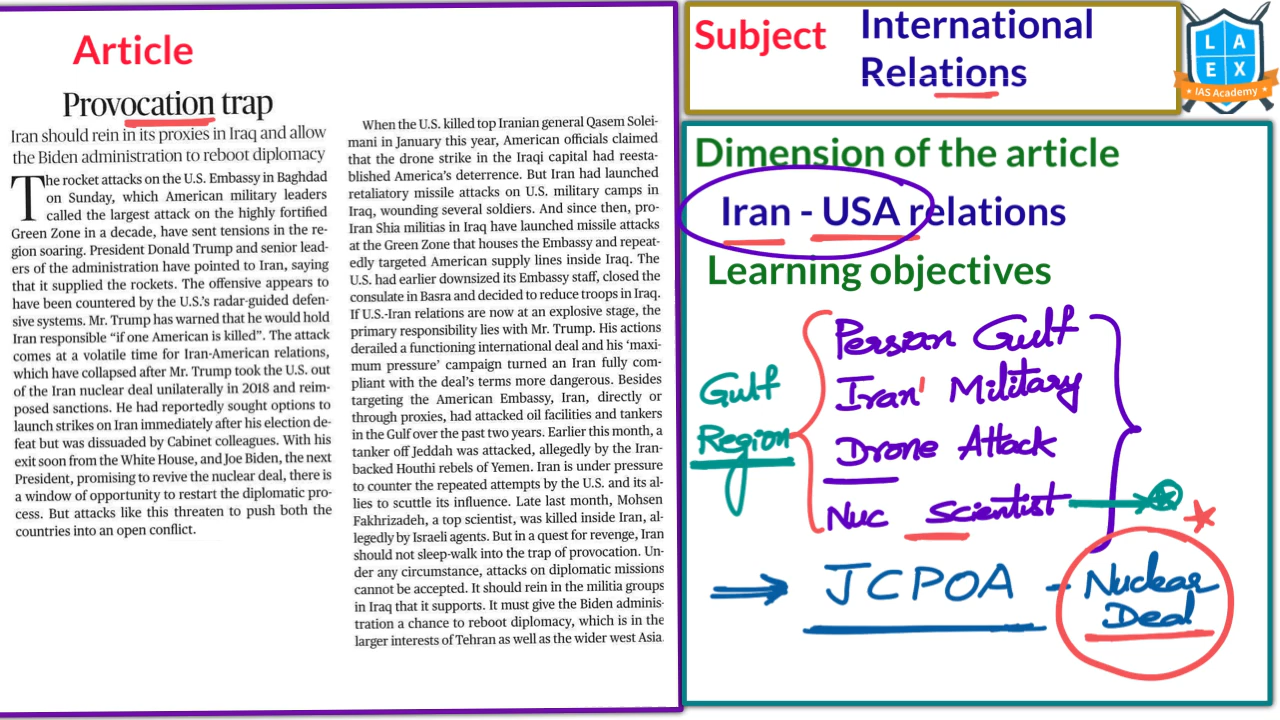 Article
Provocation trap
Iran should rein in its proxies in Iraq and allow
the Biden administration to reboot diplomacy
The rocket attacks on the U.S. Embassy in Baghdad
on Sunday, which American military leaders
called the largest attack on the highly fortified
Green Zone in a decade, have sent tensions in the re-
gion soaring. President Donald Trump and senior lead-
ers of the administration have pointed to Iran, saying
that it supplied the rockets. The offensive appears to
have been countered by the U.S.'s radar-guided defen-
sive systems. Mr. Trump has warned that he would hold
Iran responsible “if one American is killed”. The attack
comes at a volatile time for Iran-American relations,
which have collapsed after Mr. Trump took the U.S. out
of the Iran nuclear deal unilaterally in 2018 and reim-
posed sanctions. He had reportedly sought options to
launch strikes on Iran immediately after his election de-
feat but was dissuaded by Cabinet colleagues. With his
exit soon from the White House, and Joe Biden, the next
President, promising to revive the nuclear deal, there is
a window of opportunity to restart the diplomatic pro-
cess. But attacks like this threaten to push both the
countries into an open conflict.
When the U.S. killed top Iranian general Qasem Solei-
mani in January this year, American officials claimed
that the drone strike in the Iraqi capital had reesta-
blished America's deterrence. But Iran had launched
retaliatory missile attacks on U.S. military camps in
Iraq, wounding several soldiers. And since then, pro-
Iran Shia militias in Iraq have launched missile attacks
at the Green Zone that houses the Embassy and repeat-
edly targeted American supply lines inside Iraq. The
U.S. had earlier downsized its Embassy staff, closed the
consulate in Basra and decided to reduce troops in Iraq.
If U.S.-Iran relations are now at an explosive stage, the
primary responsibility lies with Mr. Trump. His actions
derailed a functioning international deal and his ‘maxi-
mum pressure’ campaign turned an Iran fully com-
pliant with the deal's terms more dangerous. Besides
targeting the American Embassy, Iran, directly or
through proxies, had attacked oil facilities and tankers
in the Gulf over the past two years. Earlier this month, a
tanker off Jeddah was attacked, allegedly by the Iran-
backed Houthi rebels of Yemen. Iran is under pressure
to counter the repeated attempts by the U.S. and its al-
lies to scuttle its influence. Late last month, Mohsen
Fakhrizadeh, a top scientist, was killed inside Iran, al-
legedly by Israeli agents. But in a quest for revenge, Iran
should not sleep-walk into the trap of provocation. Un-
der any circumstance, attacks on diplomatic missions
cannot be accepted. It should rein in the militia groups
in Iraq that it supports. It must give the Biden adminis-
tration a chance to reboot diplomacy, which is in the
larger interests of Tehran as well as the wider west Asia.
Subject International
Relations
L A
E X
IAS Academy
Dimension of the article
Iran - USA relations
Learning objectives
Gulf
Region
Persian Gulf
Iran' Military
Drone Attack
Nuc Scientist
JCPOA - Nuclear
Deal